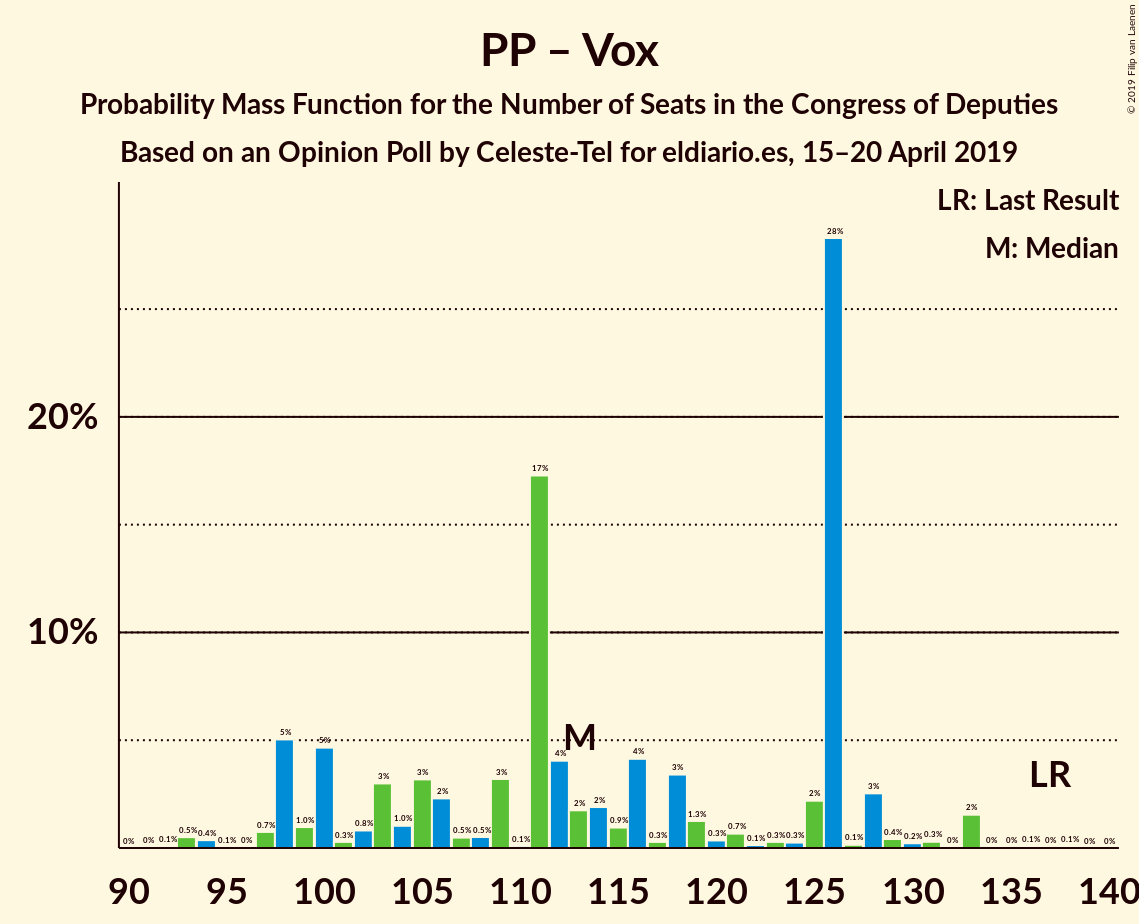 PP – Vox
Probability Mass Function for the Number of Seats in the Congress of Deputies
Based on an Opinion Poll by Celeste-Tel for eldiario.es, 15–20 April 2019
© 2019 Filip van Laenen
LR: Last Result
M: Median
20%
10%
0% 0% 0.1% 0.5% 0.4% 0.1% 0% 0.7% 5% 1.0% 5% 0.3% 0.8% 3% 1.0% 3% 2% 0.5% 0.5% 3% 0.1% 17% 4% 2% 2% 0.9% 4% 0.3% 3% 1.3% 0.3% 0.7% 0.1% 0.3% 0.3% 2% 28% 0.1% 3% 0.4% 0.2% 0.3% 0% 2% 0% 0% 0.1% 0% 0.1% 0% 0%
M
LR
90 95 100 105 110 115 120 125 130 135 140